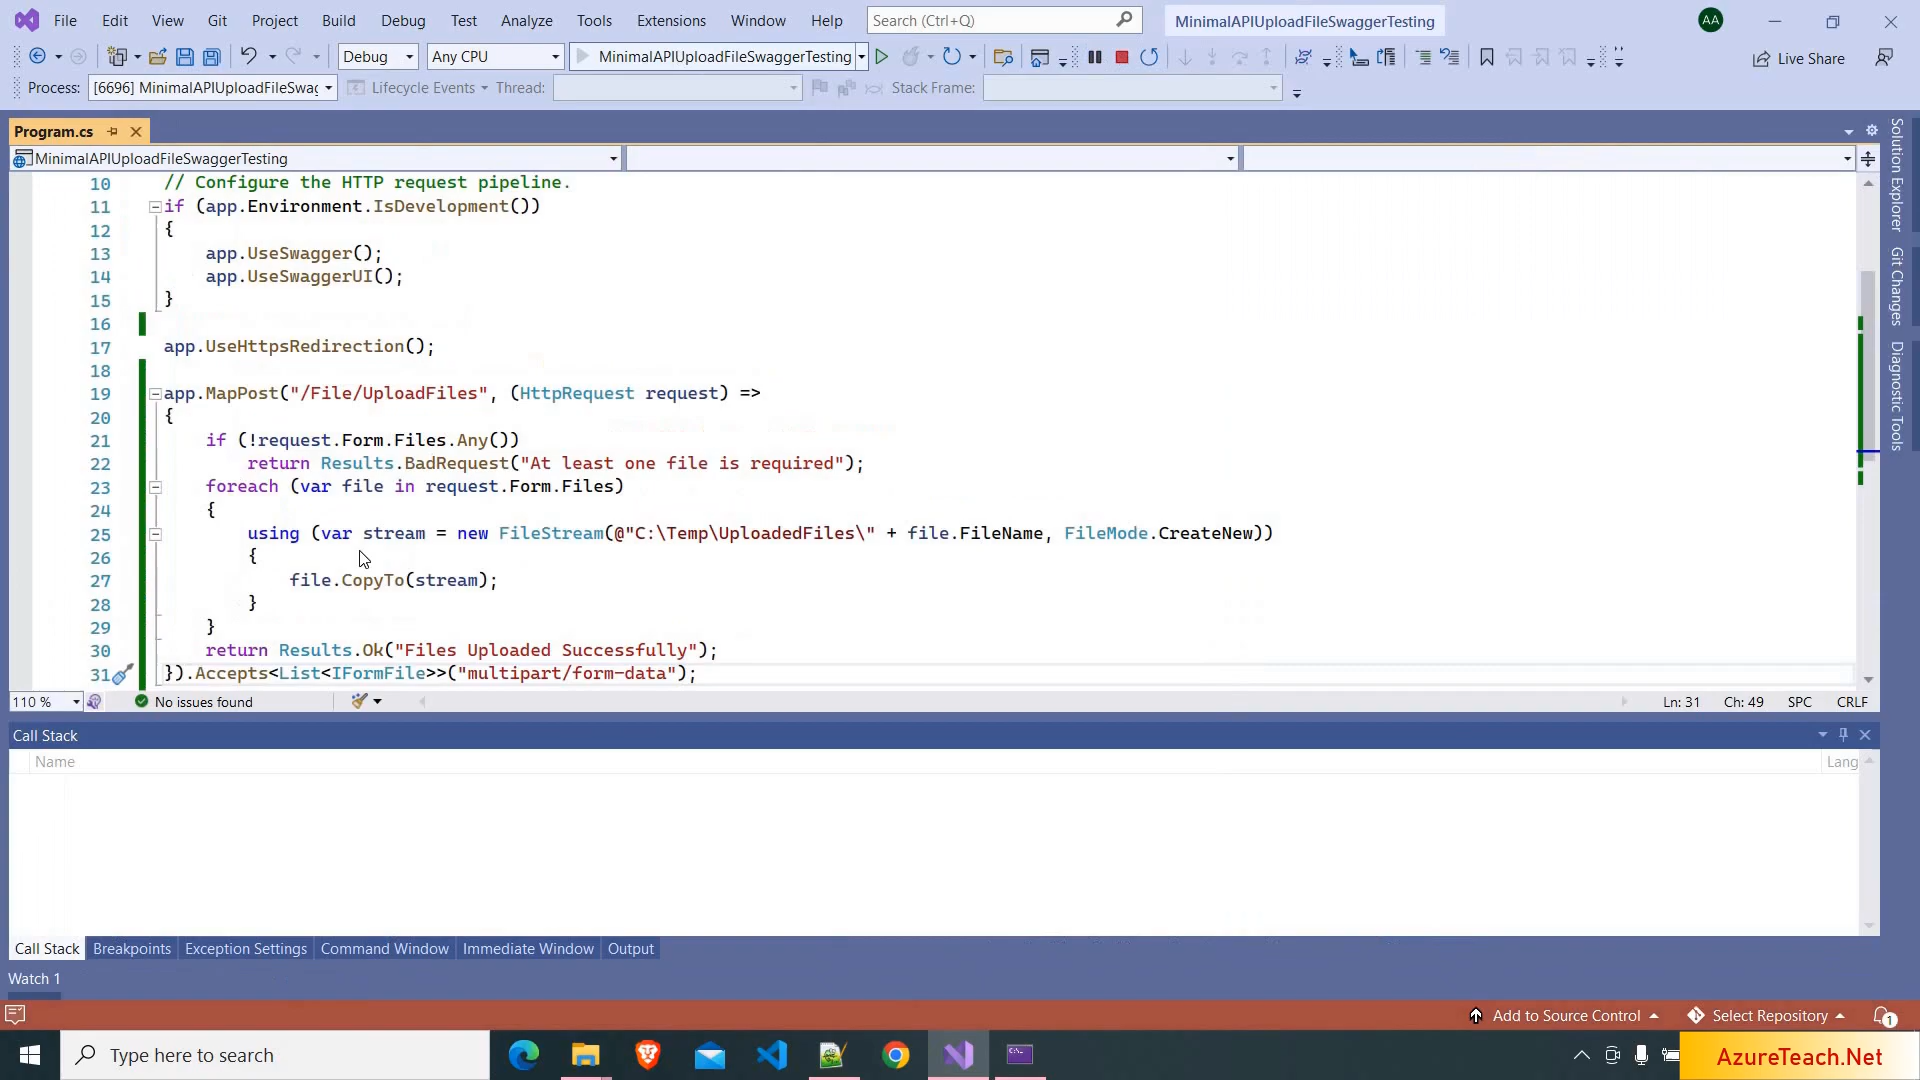 File Edit View Git Project Build Debug Test Analyze Tools Extensions Window Help Search (Ctrl+Q) MinimalAPIUploadFileSwaggerTesting AA
Debug Any CPU MinimalAPIUploadFileSwaggerTesting Live Share
Process: [6696] MinimalAPIUploadFileSwag Lifecycle Events Thread: Stack Frame:
Program.cs
MinimalAPIUploadFileSwaggerTesting
10 // Configure the HTTP request pipeline.
11 if (app.Environment.IsDevelopment())
12 {
13 app.UseSwagger();
14 app.UseSwaggerUI();
15 }
16
17 app.UseHttpsRedirection();
18
19 app.MapPost("/File/UploadFiles", (HttpRequest request) =>
20 {
21 if (!request.Form.Files.Any())
22 return Results.BadRequest("At least one file is required");
23 foreach (var file in request.Form.Files)
24 {
25 using (var stream = new FileStream(@"C:\Temp\UploadedFiles\" + file.FileName, FileMode.CreateNew))
26 {
27 file.CopyTo(stream);
28 }
29 }
30 return Results.Ok("Files Uploaded Successfully");
31 }).Accepts<List<IFormFile>>("multipart/form-data");
110 % No issues found Ln: 31 Ch: 49 SPC CRLF
Solution Explorer
Git Changes
Diagnostic Tools
Call Stack
Name Lang
Call Stack Breakpoints Exception Settings Command Window Immediate Window Output
Watch 1
Add to Source Control Select Repository 1
Type here to search AzureTeach.Net